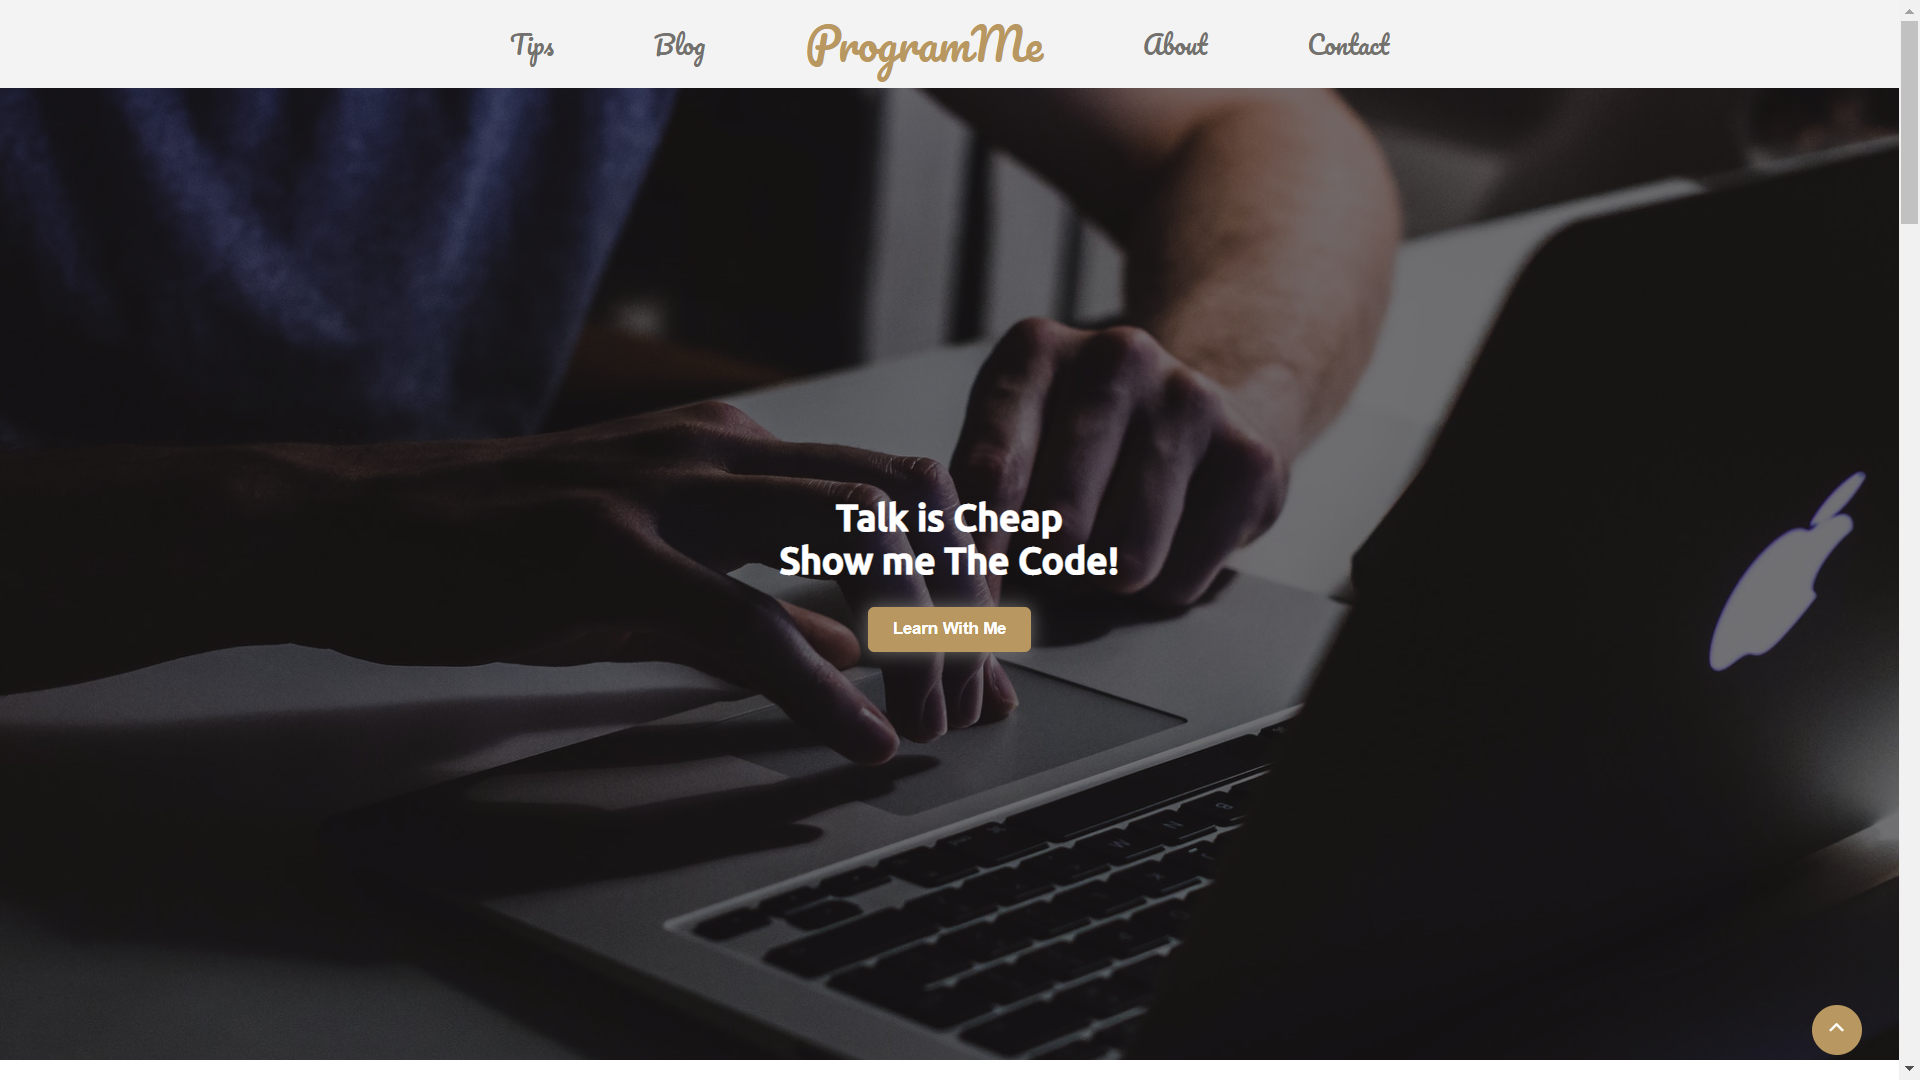 Tips
Blog
ProgramMe
About
Contact
Talk is Cheap
Show me The Code!
Learn With Me